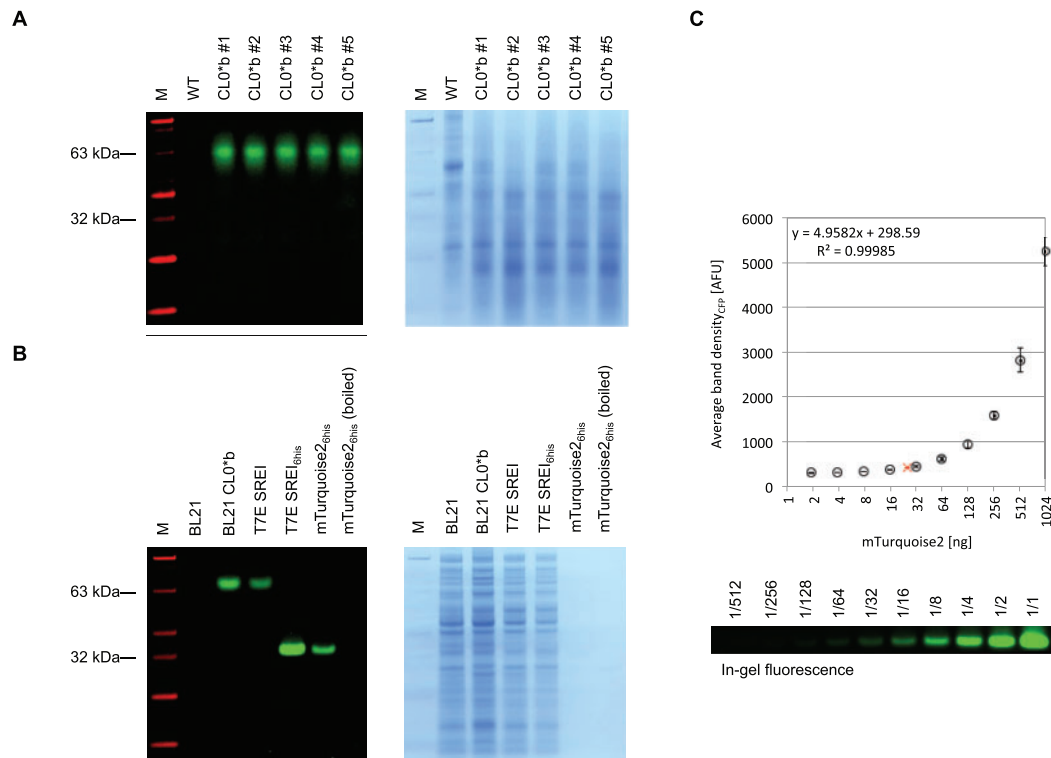 A
M WT CL0*b #1 CL0*b #2 CL0*b #3 CL0*b #4 CL0*b #5
63 kDa
32 kDa
M WT CL0*b #1 CL0*b #2 CL0*b #3 CL0*b #4 CL0*b #5
B
M BL21 BL21 CL0*b T7E SREI T7E SREI6his mTurquoise26his mTurquoise26his (boiled)
63 kDa
32 kDa
M BL21 BL21 CL0*b T7E SREI T7E SREI6his mTurquoise26his mTurquoise26his (boiled)
C
y = 4.9582x + 298.59
R² = 0.99985
Average band densityCFP [AFU]
6000
5000
4000
3000
2000
1000
0
1 2 4 8 16 32 64 128 256 512 1024
mTurquoise2 [ng]
1/512 1/256 1/128 1/64 1/32 1/16 1/8 1/4 1/2 1/1
In-gel fluorescence